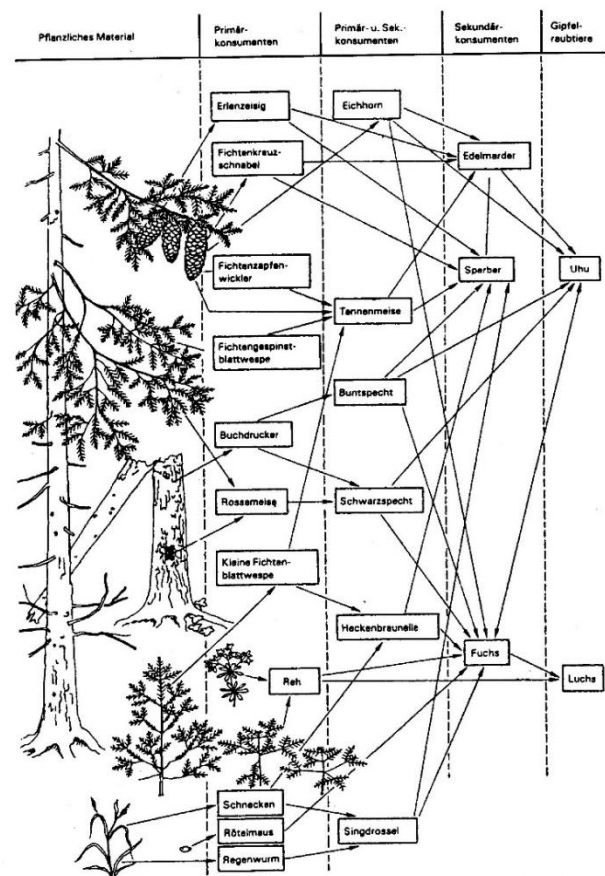 Pflanzliches Material
Primär-
konsumenten
Primär- u. Sek.-
konsumenten
Sekundär-
konsumenten
Gipfel-
raubtiere
Erlenzeisig
Eichhorn
Fichtenkreuz-
schnabel
Edelmarder
Fichtenzapfen-
wickler
Sperber
Uhu
Tannenmeise
Fichtengespinst-
blattwespe
Buntspecht
Buchdrucker
Rossameise
Schwarzspecht
Kleine Fichten-
blattwespe
Heckenbraunelle
Fuchs
Reh
Luchs
Schnecken
Rötelmaus
Singdrossel
Regenwurm